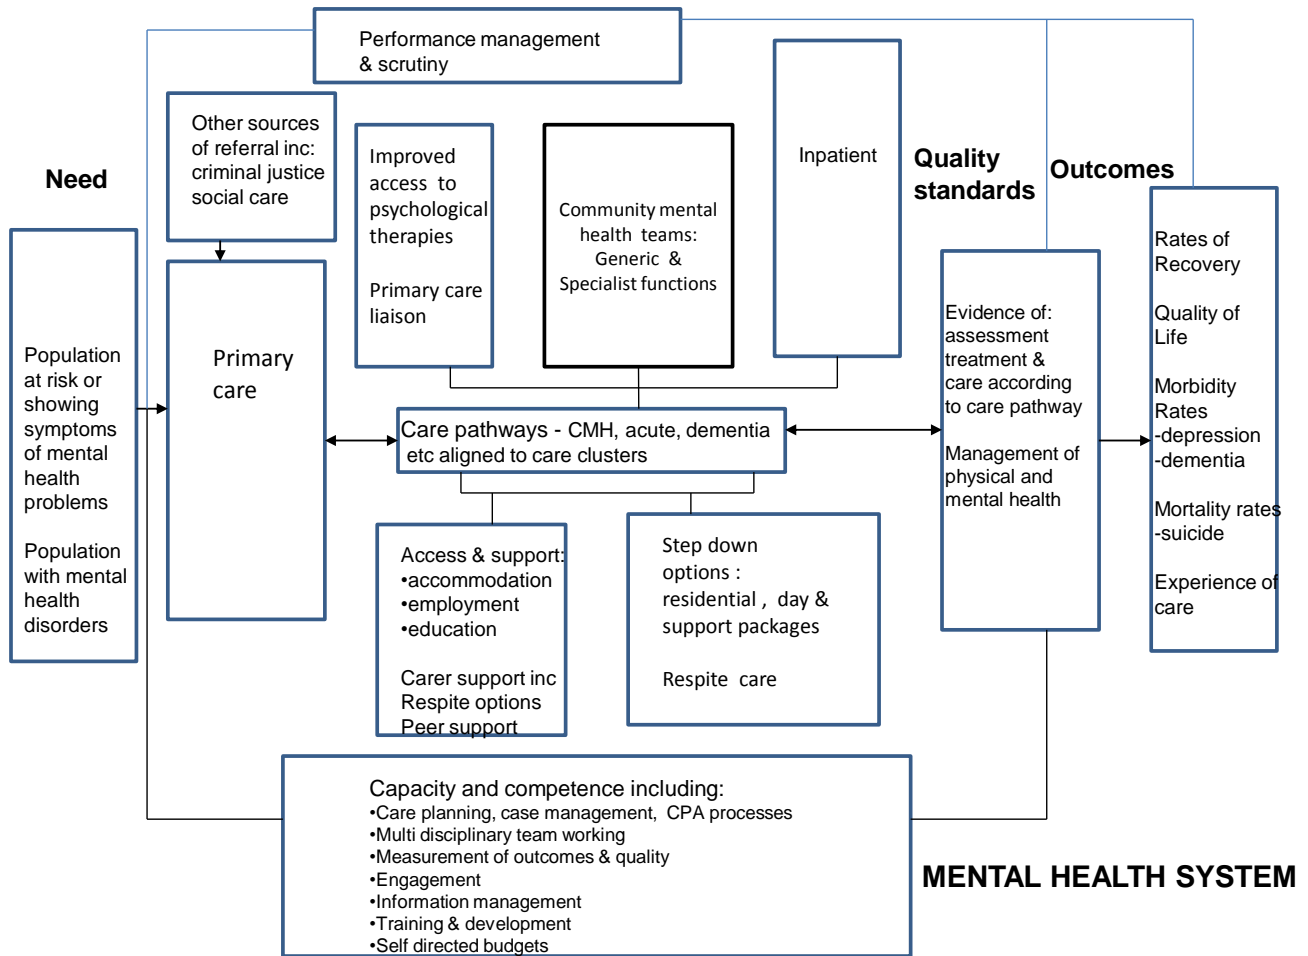 Performance management
& scrutiny
Other sources
of referral inc:
criminal justice
social care
Improved
access to
psychological
therapies
Primary care
liaison
Community mental
health teams:
Generic &
Specialist functions
Inpatient
Quality
standards
Outcomes
Need
Population
at risk or
showing
symptoms
of mental
health
problems
Population
with mental
health
disorders
Primary
care
Care pathways - CMH, acute, dementia
etc aligned to care clusters
Evidence of:
assessment
treatment &
care according
to care pathway
Management of
physical and
mental health
Rates of
Recovery
Quality of
Life
Morbidity
Rates
-depression
-dementia
Mortality rates
-suicide
Experience of
care
Access & support:
•accommodation
•employment
•education
Carer support inc
Respite options
Peer support
Step down
options :
residential , day &
support packages
Respite care
Capacity and competence including:
•Care planning, case management, CPA processes
•Multi disciplinary team working
•Measurement of outcomes & quality
•Engagement
•Information management
•Training & development
•Self directed budgets
MENTAL HEALTH SYSTEM